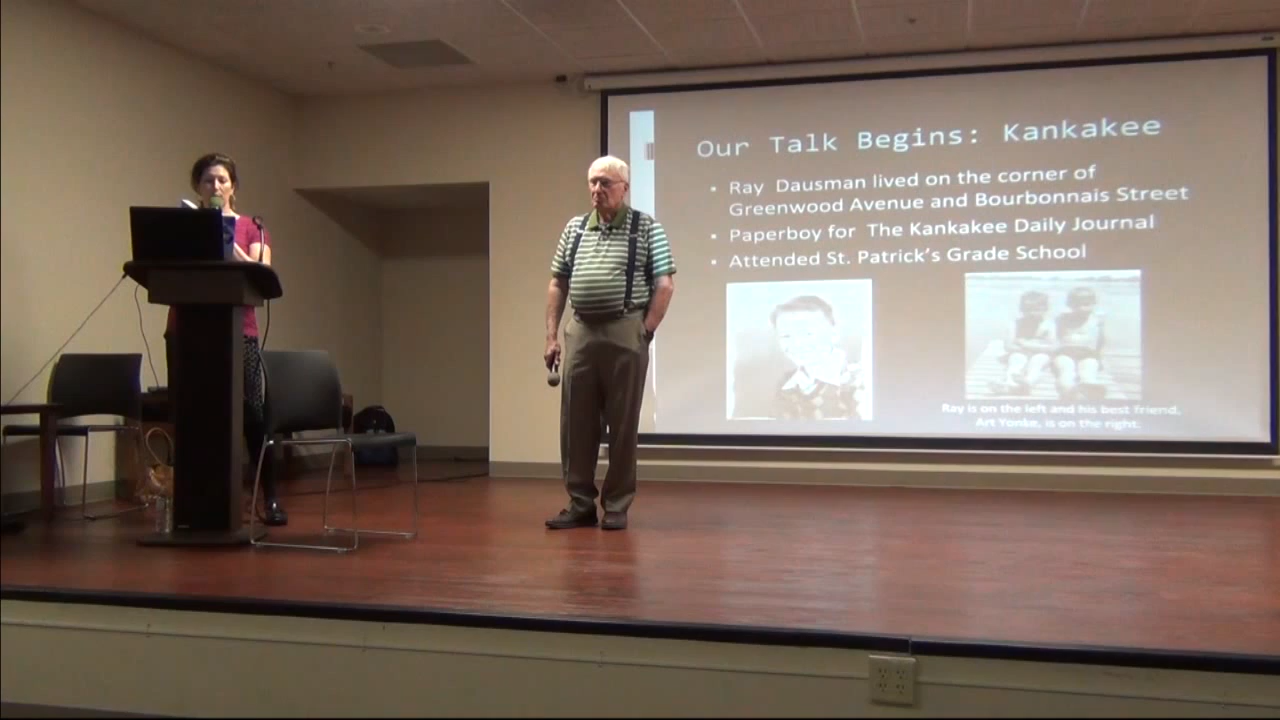 Our Talk Begins: Kankakee
• Ray Dausman lived on the corner of
Greenwood Avenue and Bourbonnais Street
• Paperboy for The Kankakee Daily Journal
• Attended St. Patrick's Grade School
Ray is on the left and his best friend,
Art Yonke, is on the right.